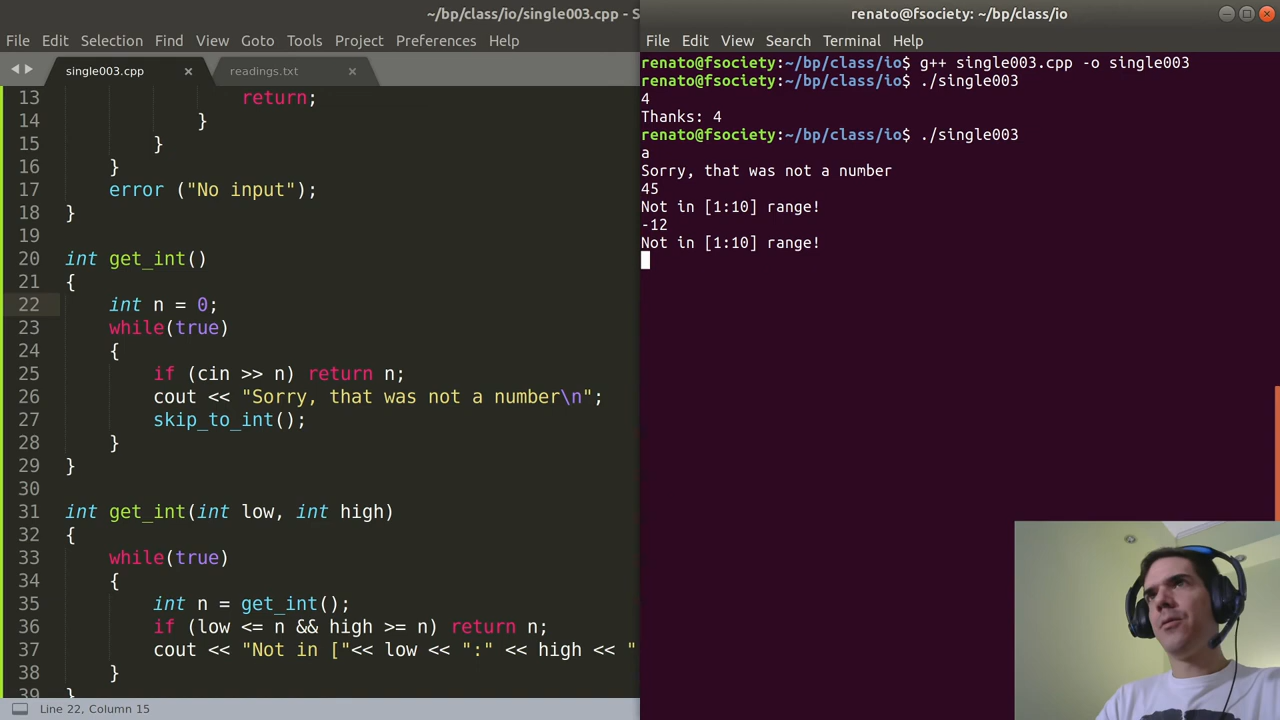 ~/bp/class/io/single003.cpp - S
File Edit Selection Find View Goto Tools Project Preferences Help
single003.cpp × readings.txt ×
13 return;
14 }
15 }
16 }
17 error ("No input");
18 }
19
20 int get_int()
21 {
22 int n = 0;
23 while(true)
24 {
25 if (cin >> n) return n;
26 cout << "Sorry, that was not a number\n";
27 skip_to_int();
28 }
29 }
30
31 int get_int(int low, int high)
32 {
33 while(true)
34 {
35 int n = get_int();
36 if (low <= n && high >= n) return n;
37 cout << "Not in ["<< low << ":" << high << "
38 }
39 }
Line 22, Column 15
renato@fsociety: ~/bp/class/io
File Edit View Search Terminal Help
renato@fsociety:~/bp/class/io$ g++ single003.cpp -o single003
renato@fsociety:~/bp/class/io$ ./single003
4
Thanks: 4
renato@fsociety:~/bp/class/io$ ./single003
a
Sorry, that was not a number
45
Not in [1:10] range!
-12
Not in [1:10] range!